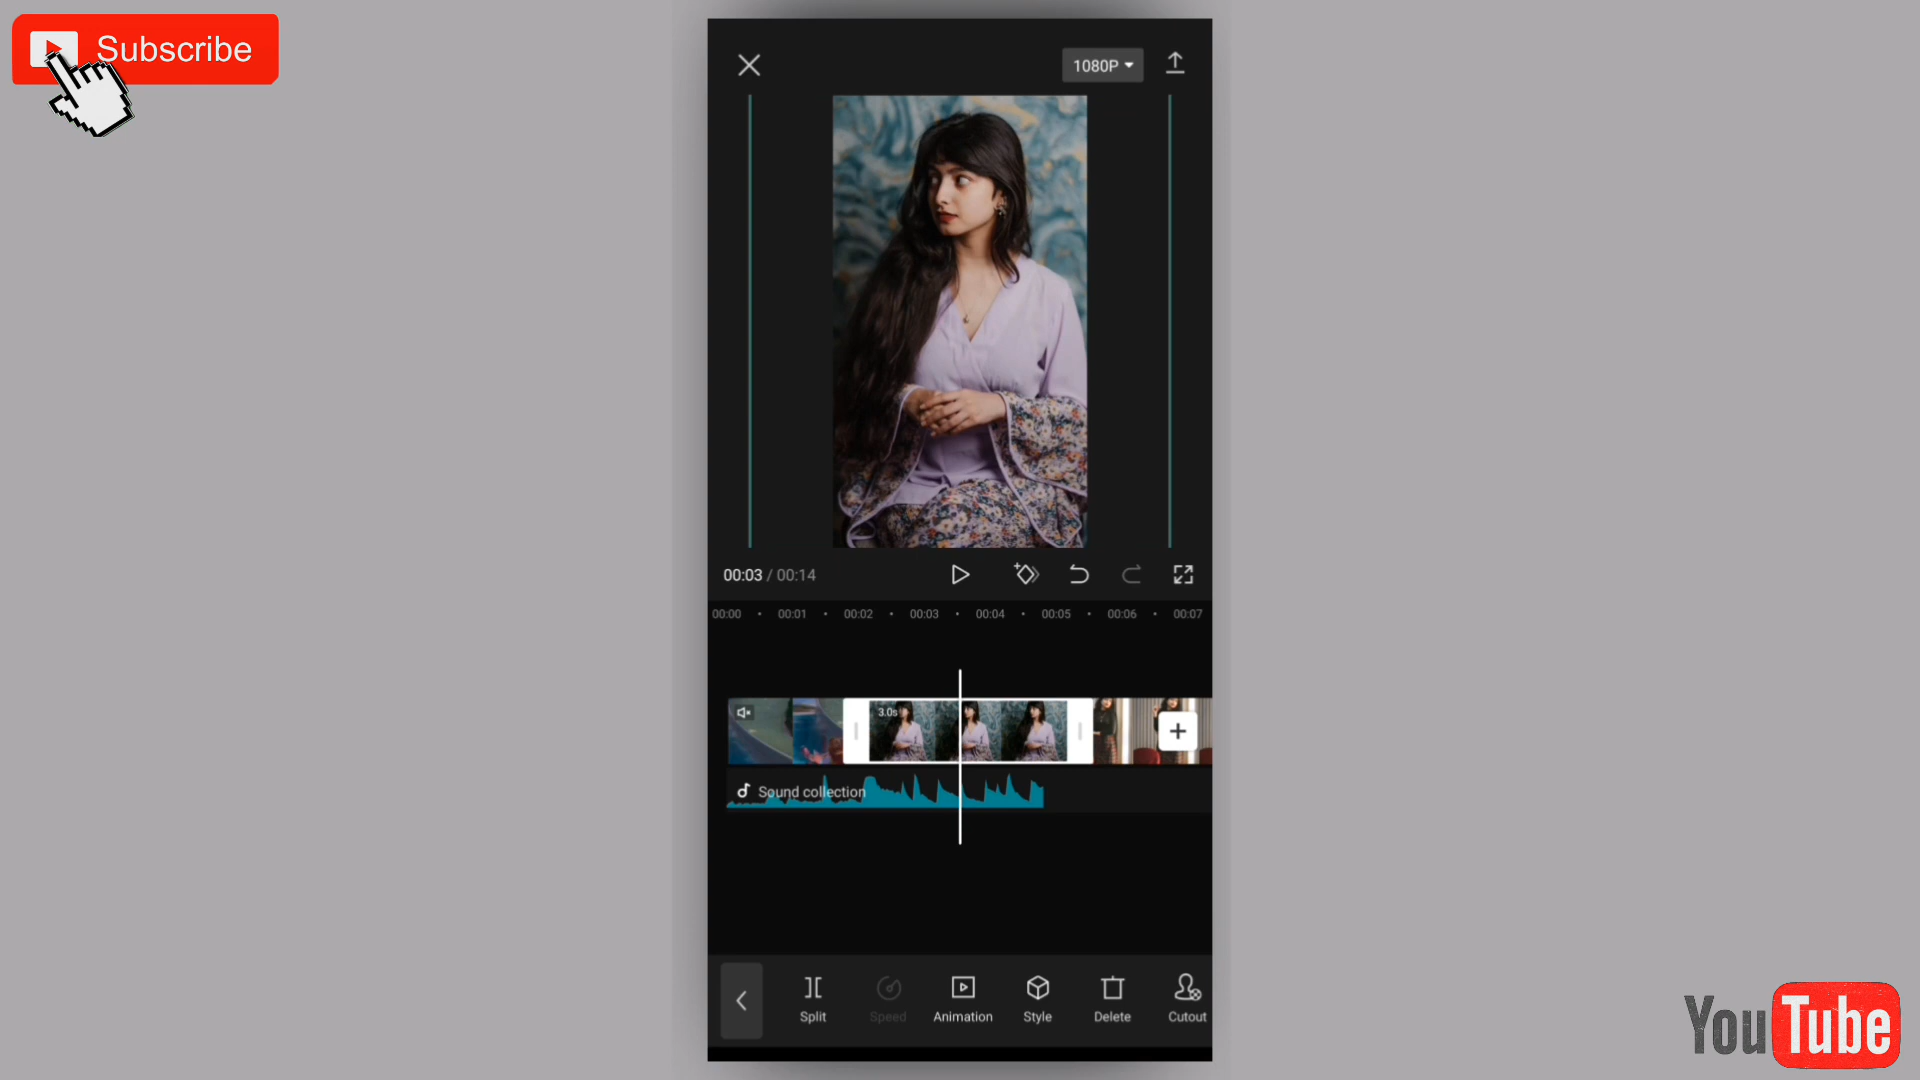 Subscribe
1080P
00:03 / 00:14
00:00 00:01 00:02 00:03 00:04 00:05 00:06 00:07
3.0s
Sound collection
Split Speed Animation Style Delete Cutout
YouTube